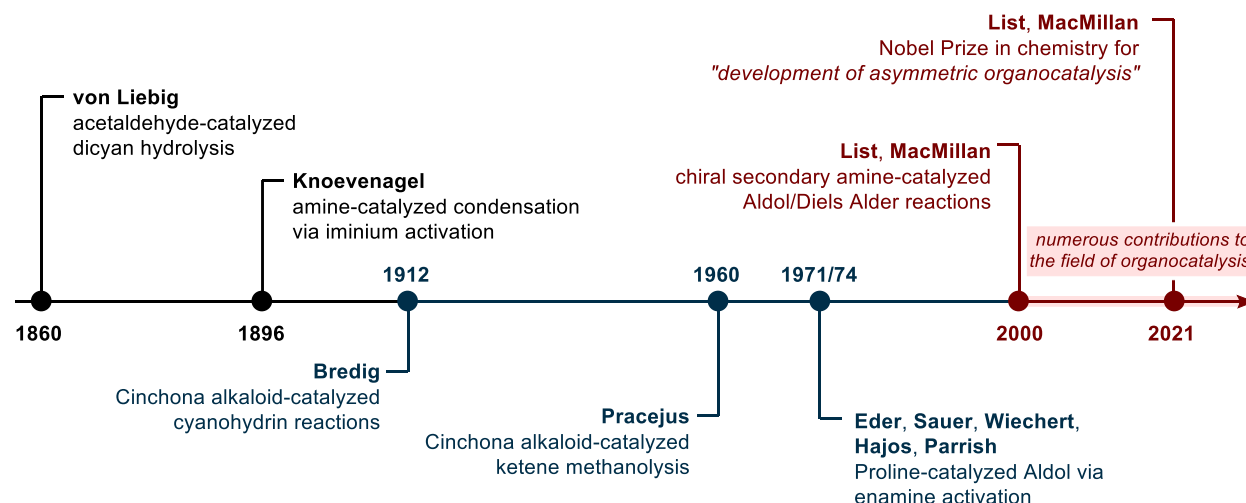 List, MacMillan
Nobel Prize in chemistry for
"development of asymmetric organocatalysis"
von Liebig
acetaldehyde-catalyzed
dicyan hydrolysis
List, MacMillan
chiral secondary amine-catalyzed
Aldol/Diels Alder reactions
Knoevenagel
amine-catalyzed condensation
via iminium activation
numerous contributions to
the field of organocatalysis
1912
1960
1971/74
1860
1896
2000
2021
Bredig
Cinchona alkaloid-catalyzed
cyanohydrin reactions
Pracejus
Cinchona alkaloid-catalyzed
ketene methanolysis
Eder, Sauer, Wiechert,
Hajos, Parrish
Proline-catalyzed Aldol via
enamine activation